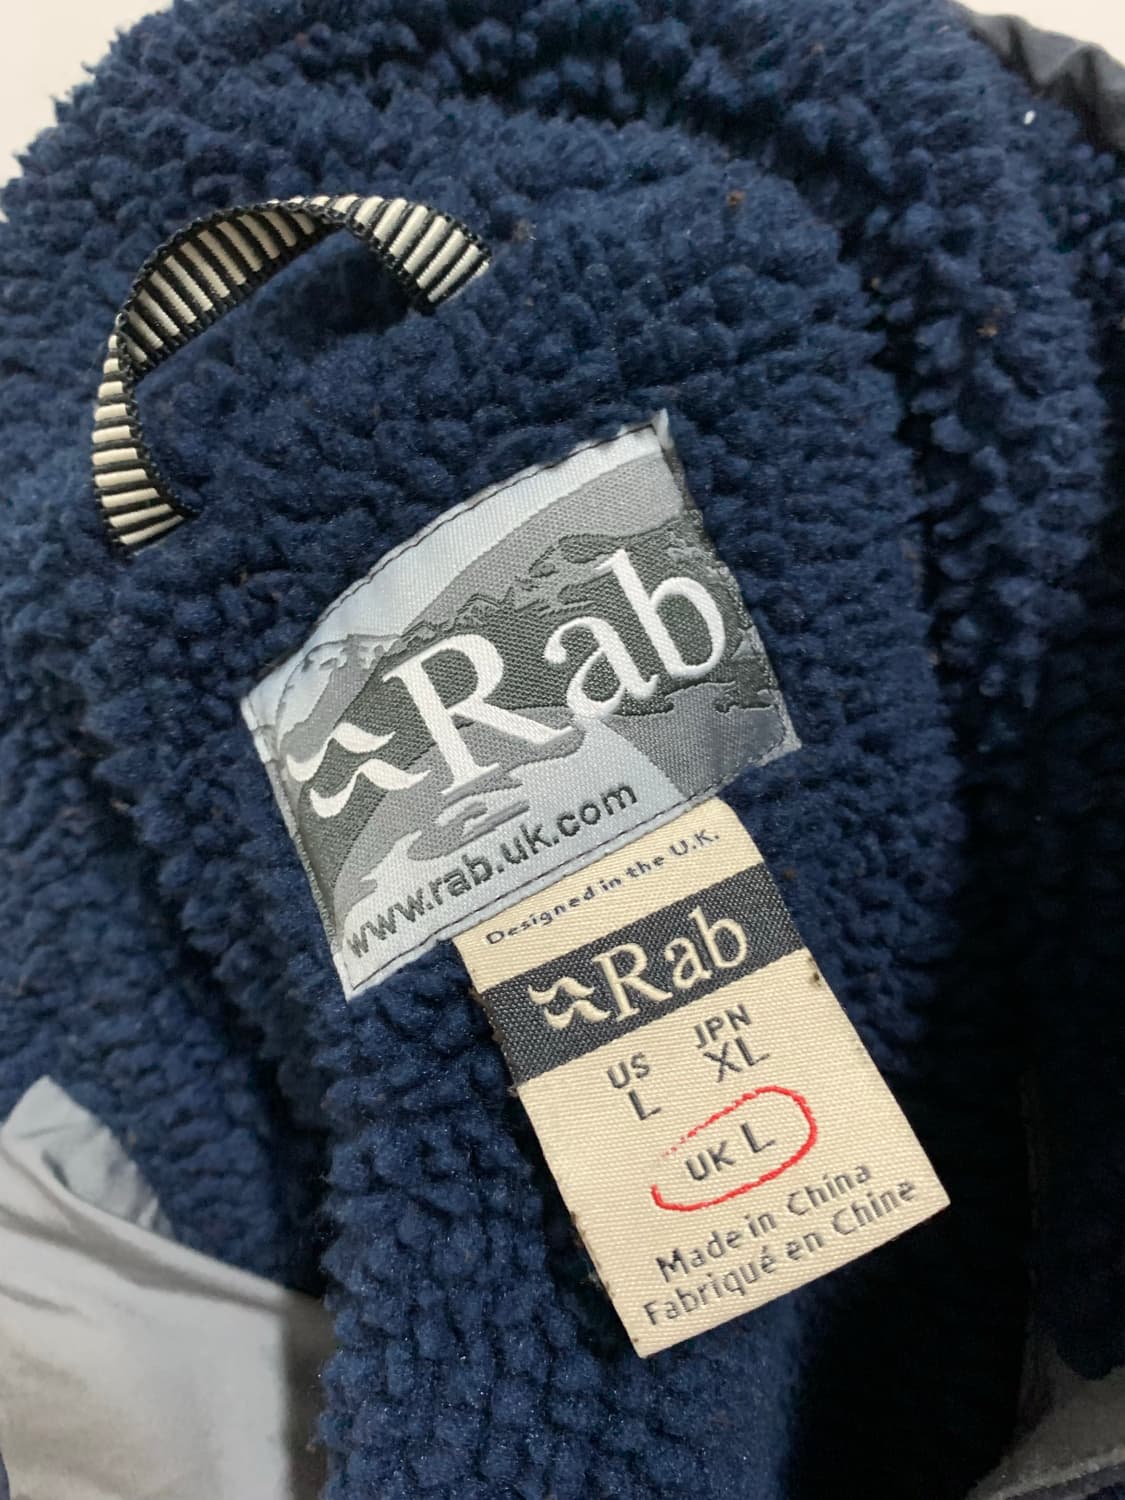 Rab
www.rab.uk.com
Designed in the U.K.
Rab
US JPN
L XL
UK L
Made in China
Fabriqué en Chine